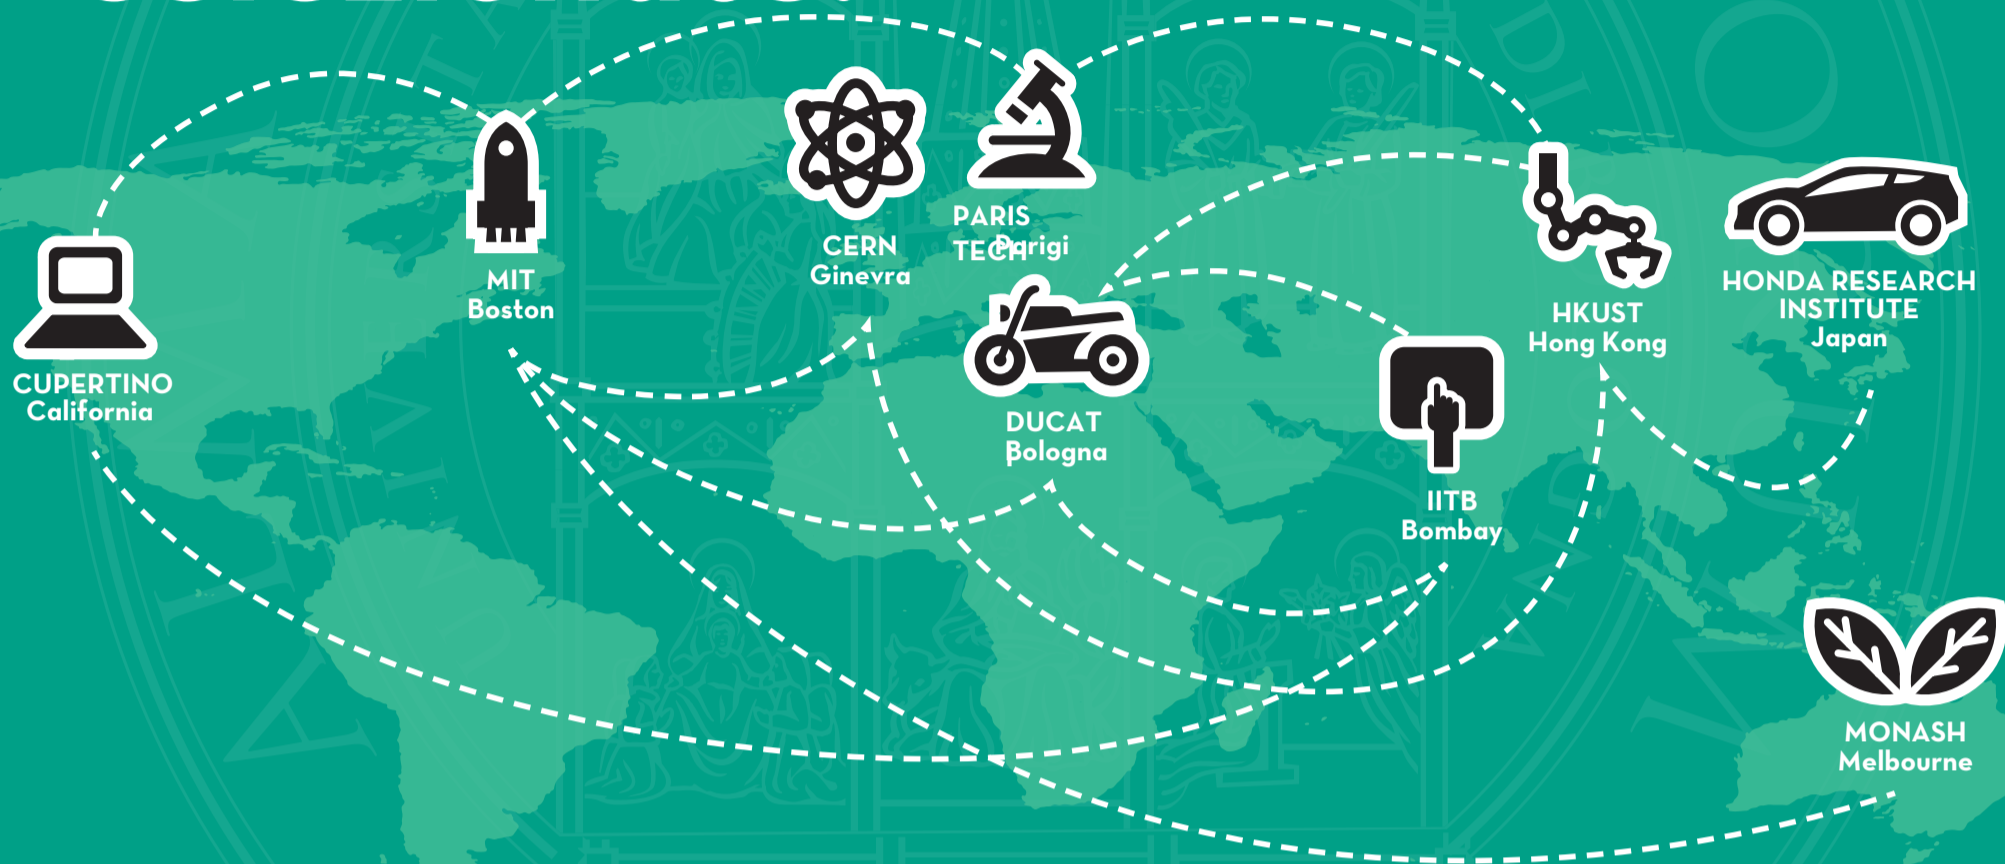 CUPERTINO
California
MIT
Boston
CERN
Ginevra
PARIS
TECH
Parigi
DUCAT
Bologna
IITB
Bombay
HKUST
Hong Kong
HONDA RESEARCH
INSTITUTE
Japan
MONASH
Melbourne